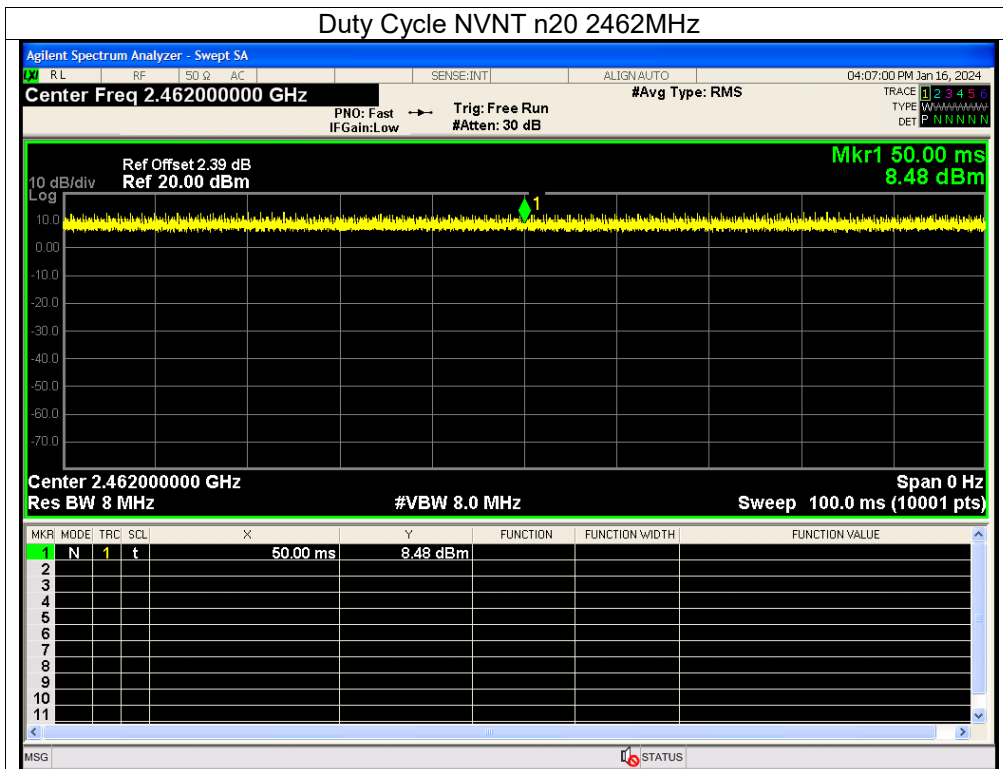 Duty Cycle NVNT n20 2462MHz
Agilent Spectrum Analyzer - Swept SA
LXI RL RF 50 Ω AC SENSE:INT ALIGNAUTO 04:07:00 PM Jan 16, 2024
Center Freq 2.462000000 GHz #Avg Type: RMS TRACE 1 2 3 4 5 6
PNO: Fast Trig: Free Run TYPE WWWWWW
IFGain:Low #Atten: 30 dB DET P N N N N N
Mkr1 50.00 ms
8.48 dBm
Ref Offset 2.39 dB
10 dB/div Ref 20.00 dBm
Log
1
10.0
0.00
-10.0
-20.0
-30.0
-40.0
-50.0
-60.0
-70.0
Center 2.462000000 GHz Span 0 Hz
Res BW 8 MHz #VBW 8.0 MHz Sweep 100.0 ms (10001 pts)
MKR MODE TRC SCL X Y FUNCTION FUNCTION WIDTH FUNCTION VALUE
1 N 1 t 50.00 ms 8.48 dBm
2
3
4
5
6
7
8
9
10
11
MSG STATUS